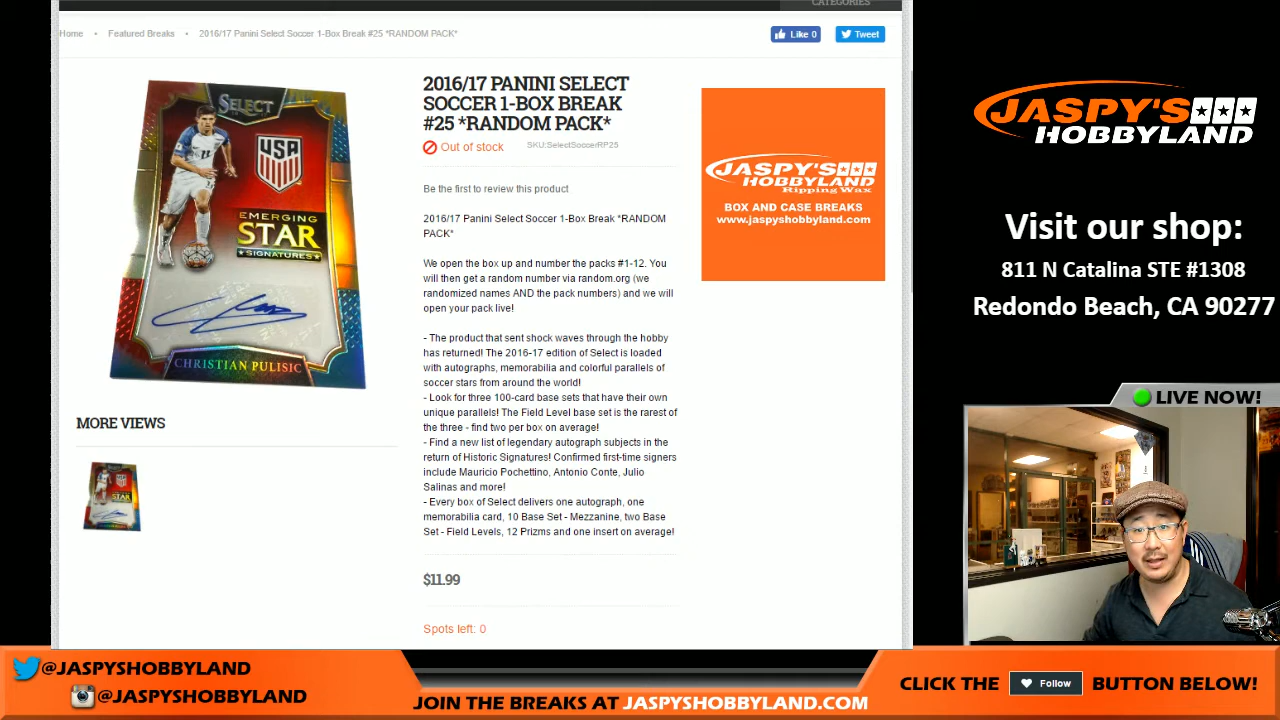 CATEGORIES
Home • Featured Breaks • 2016/17 Panini Select Soccer 1-Box Break #25 *RANDOM PACK*
Like 0
Tweet
SELECT
USA
EMERGING
STAR
SIGNATURES
CHRISTIAN PULISIC
MORE VIEWS
2016/17 PANINI SELECT
SOCCER 1-BOX BREAK
#25 *RANDOM PACK*
Out of stock
SKU:SelectSoccerRP25
Be the first to review this product
2016/17 Panini Select Soccer 1-Box Break *RANDOM
PACK*
We open the box up and number the packs #1-12. You
will then get a random number via random.org (we
randomized names AND the pack numbers) and we will
open your pack live!
- The product that sent shock waves through the hobby
has returned! The 2016-17 edition of Select is loaded
with autographs, memorabilia and colorful parallels of
soccer stars from around the world!
- Look for three 100-card base sets that have their own
unique parallels! The Field Level base set is the rarest of
the three - find two per box on average!
- Find a new list of legendary autograph subjects in the
return of Historic Signatures! Confirmed first-time signers
include Mauricio Pochettino, Antonio Conte, Julio
Salinas and more!
- Every box of Select delivers one autograph, one
memorabilia card, 10 Base Set - Mezzanine, two Base
Set - Field Levels, 12 Prizms and one insert on average!
$11.99
Spots left: 0
JASPY'S
HOBBYLAND
Ripping Wax
BOX AND CASE BREAKS
www.jaspyshobbyland.com
JASPY'S
HOBBYLAND
Visit our shop:
811 N Catalina STE #1308
Redondo Beach, CA 90277
LIVE NOW!
@JASPYSHOBBYLAND
@JASPYSHOBBYLAND
JOIN THE BREAKS AT JASPYSHOBBYLAND.COM
CLICK THE Follow BUTTON BELOW!